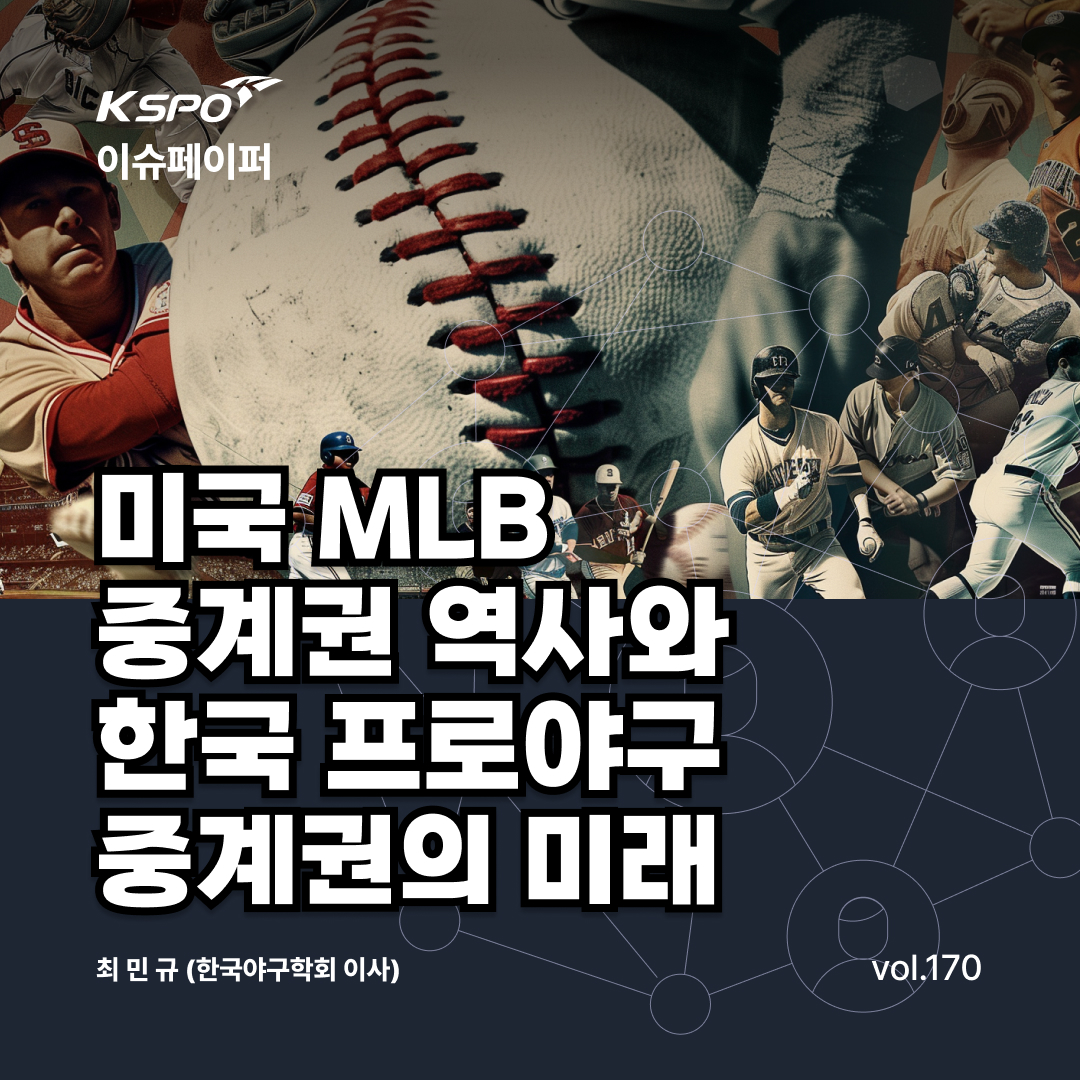 KSPO
이슈페이퍼
미국 MLB
중계권 역사와
한국 프로야구
중계권의 미래
최 민 규 (한국야구학회 이사)
vol.170